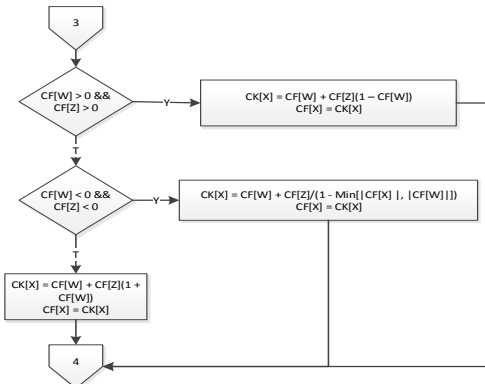 3
CF[W] > 0 &&
CF[Z] > 0
Y
CK[X] = CF[W] + CF[Z](1 – CF[W])
CF[X] = CK[X]
T
CF[W] < 0 &&
CF[Z] < 0
Y
CK[X] = CF[W] + CF[Z]/(1 - Min[|CF[X] |, |CF[W]|])
CF[X] = CK[X]
T
CK[X] = CF[W] + CF[Z](1 +
CF[W])
CF[X] = CK[X]
4